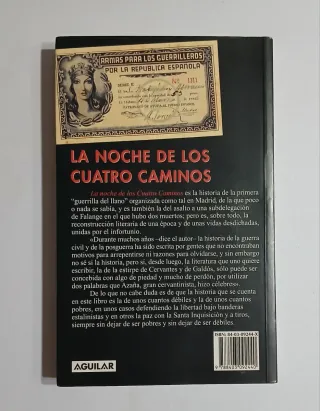 ARMAS PARA LOS GUERRILLEROS
POR LA REPUBLICA ESPAÑOLA
LA NOCHE DE LOS
CUATRO CAMINOS
La noche de los Cuatro Caminos es la historia de la primera
"guerrilla del llano" organizada como tal en Madrid, de la que poco
o nada se sabía, y es también la del asalto a una subdelegación
de Falange en el que hubo dos muertos; pero es, sobre todo, la
reconstrucción literaria de una época y de unas vidas desdichadas,
unidas por el infortunio.
«Durante muchos años –dice el autor– la historia de la guerra
civil y de la posguerra ha sido escrita por gentes que no encontraban
motivos para arrepentirse ni razones para olvidarse, y sin embargo
no sé si la historia, pero sí, desde luego, la literatura que uno quiere
escribir, la de la estirpe de Cervantes y de Galdós, sólo puede ser
concebida con algo de piedad y mucho de perdón, por utilizar
dos palabras que Azaña, gran cervantista, hizo célebres».
De lo que no cabe duda es de que la historia que se cuenta
en este libro es la de unos cuantos débiles y la de unos cuantos
pobres, en unos casos defendiendo la libertad bajo banderas
estalinistas y en otros la paz con la Santa Inquisición y a tiros,
siempre sin dejar de ser pobres y sin dejar de ser débiles.
AGUILAR
ISBN: 84-03-09244-X
9788403092440